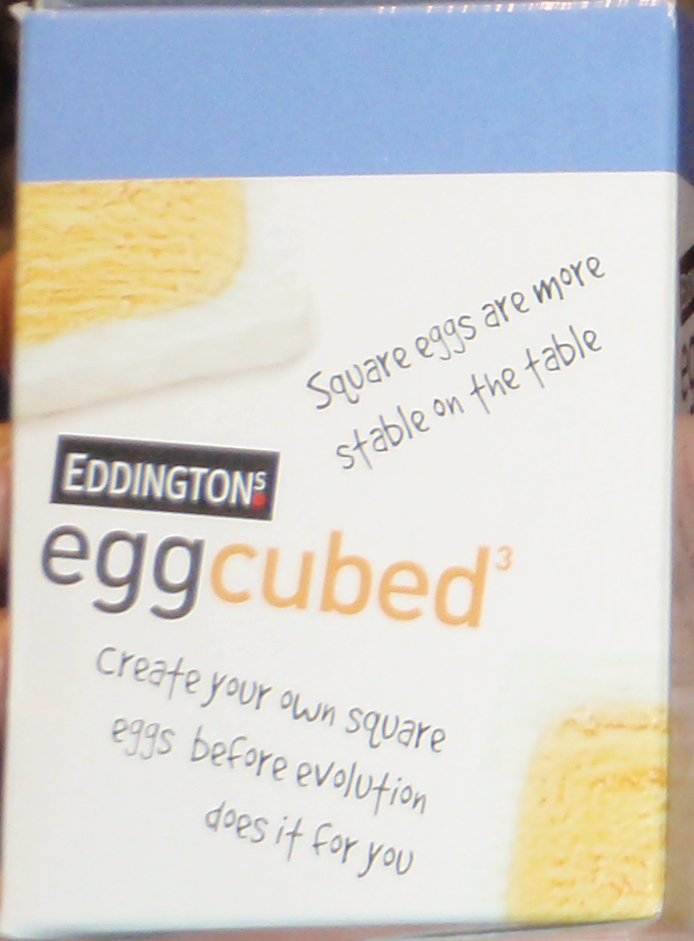 Square eggs are more
stable on the table
EDDINGTONS
eggcubed³
Create your own square
eggs before evolution
does it for you